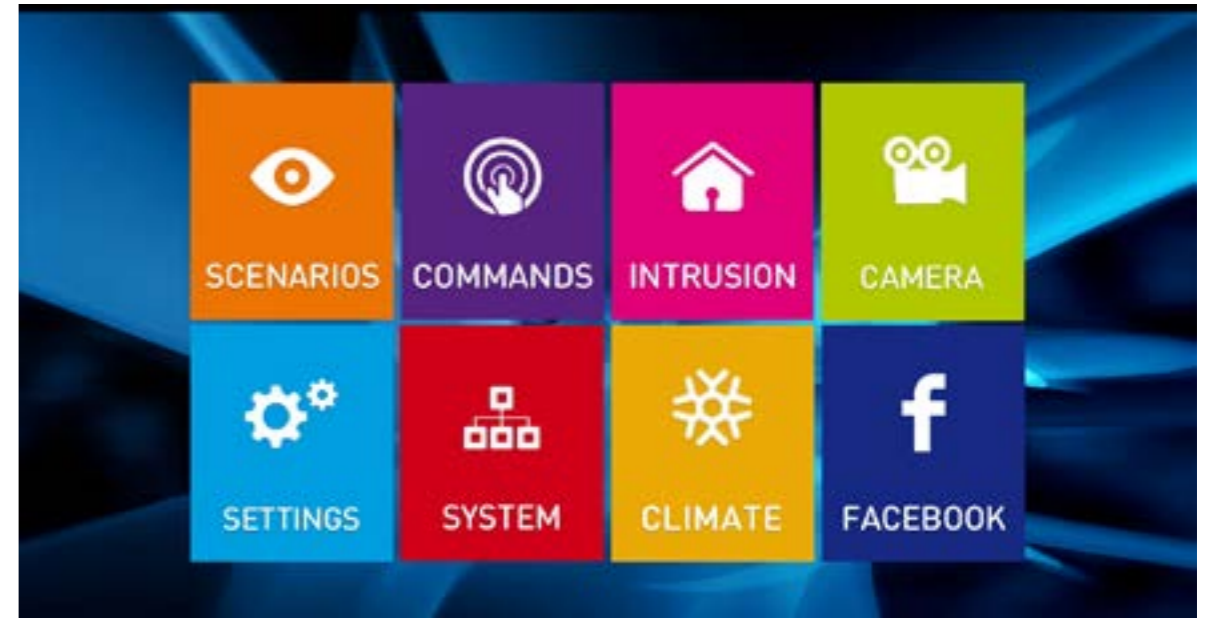 SCENARIOS COMMANDS INTRUSION CAMERA
SETTINGS SYSTEM CLIMATE FACEBOOK